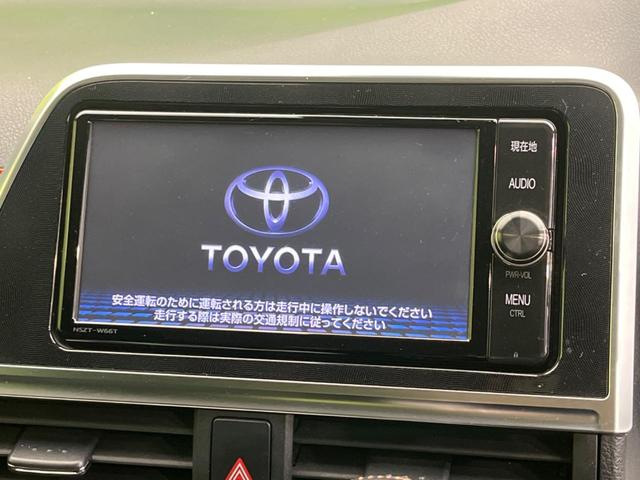 現在地
AUDIO
TOYOTA
PWR•VOL
MENU
CTRL
安全運転のために運転される方は走行中に操作しないでください
走行する際は実際の交通規制に従ってください
NSZT-W66T